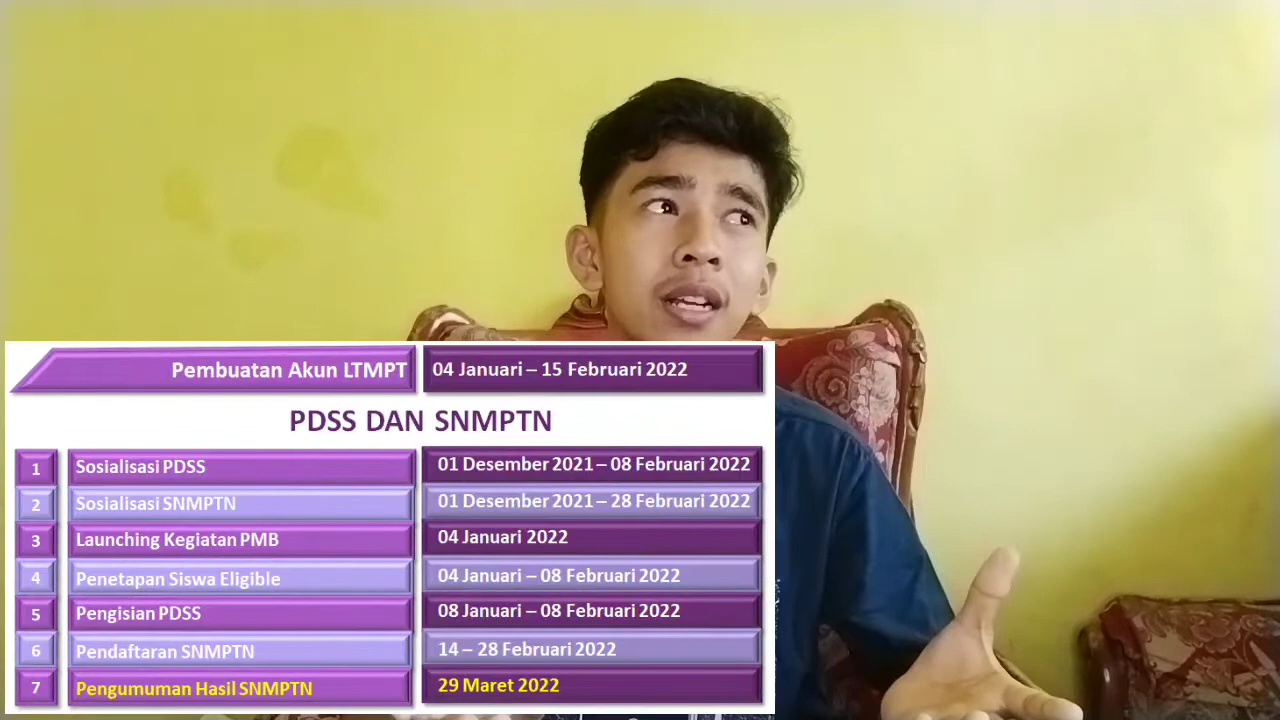 Pembuatan Akun LTMPT 04 Januari – 15 Februari 2022
PDSS DAN SNMPTN
1 Sosialisasi PDSS 01 Desember 2021 – 08 Februari 2022
2 Sosialisasi SNMPTN 01 Desember 2021 – 28 Februari 2022
3 Launching Kegiatan PMB 04 Januari 2022
4 Penetapan Siswa Eligible 04 Januari – 08 Februari 2022
5 Pengisian PDSS 08 Januari – 08 Februari 2022
6 Pendaftaran SNMPTN 14 – 28 Februari 2022
7 Pengumuman Hasil SNMPTN 29 Maret 2022